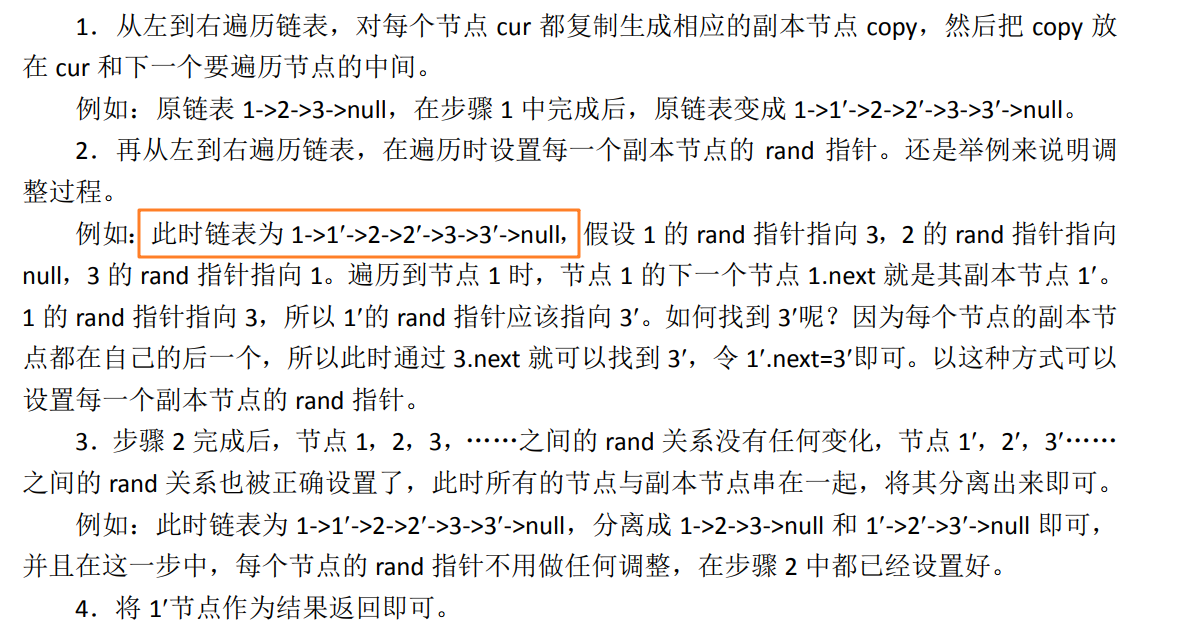 1．从左到右遍历链表，对每个节点 cur 都复制生成相应的副本节点 copy，然后把 copy 放
在 cur 和下一个要遍历节点的中间。
例如：原链表 1->2->3->null，在步骤 1 中完成后，原链表变成 1->1′->2->2′->3->3′->null。
2．再从左到右遍历链表，在遍历时设置每一个副本节点的 rand 指针。还是举例来说明调
整过程。
例如：此时链表为 1->1′->2->2′->3->3′->null，假设 1 的 rand 指针指向 3，2 的 rand 指针指向
null，3 的 rand 指针指向 1。遍历到节点 1 时，节点 1 的下一个节点 1.next 就是其副本节点 1′。
1 的 rand 指针指向 3，所以 1′的 rand 指针应该指向 3′。如何找到 3′呢？因为每个节点的副本节
点都在自己的后一个，所以此时通过 3.next 就可以找到 3′，令 1′.next=3′即可。以这种方式可以
设置每一个副本节点的 rand 指针。
3．步骤 2 完成后，节点 1，2，3，……之间的 rand 关系没有任何变化，节点 1′，2′，3′……
之间的 rand 关系也被正确设置了，此时所有的节点与副本节点串在一起，将其分离出来即可。
例如：此时链表为 1->1′->2->2′->3->3′->null，分离成 1->2->3->null 和 1′->2′->3′->null 即可，
并且在这一步中，每个节点的 rand 指针不用做任何调整，在步骤 2 中都已经设置好。
4．将 1′节点作为结果返回即可。